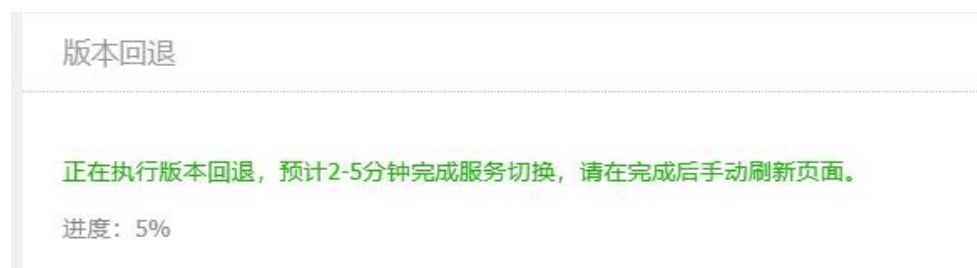 版本回退
正在执行版本回退，预计2-5分钟完成服务切换，请在完成后手动刷新页面。
进度：5%